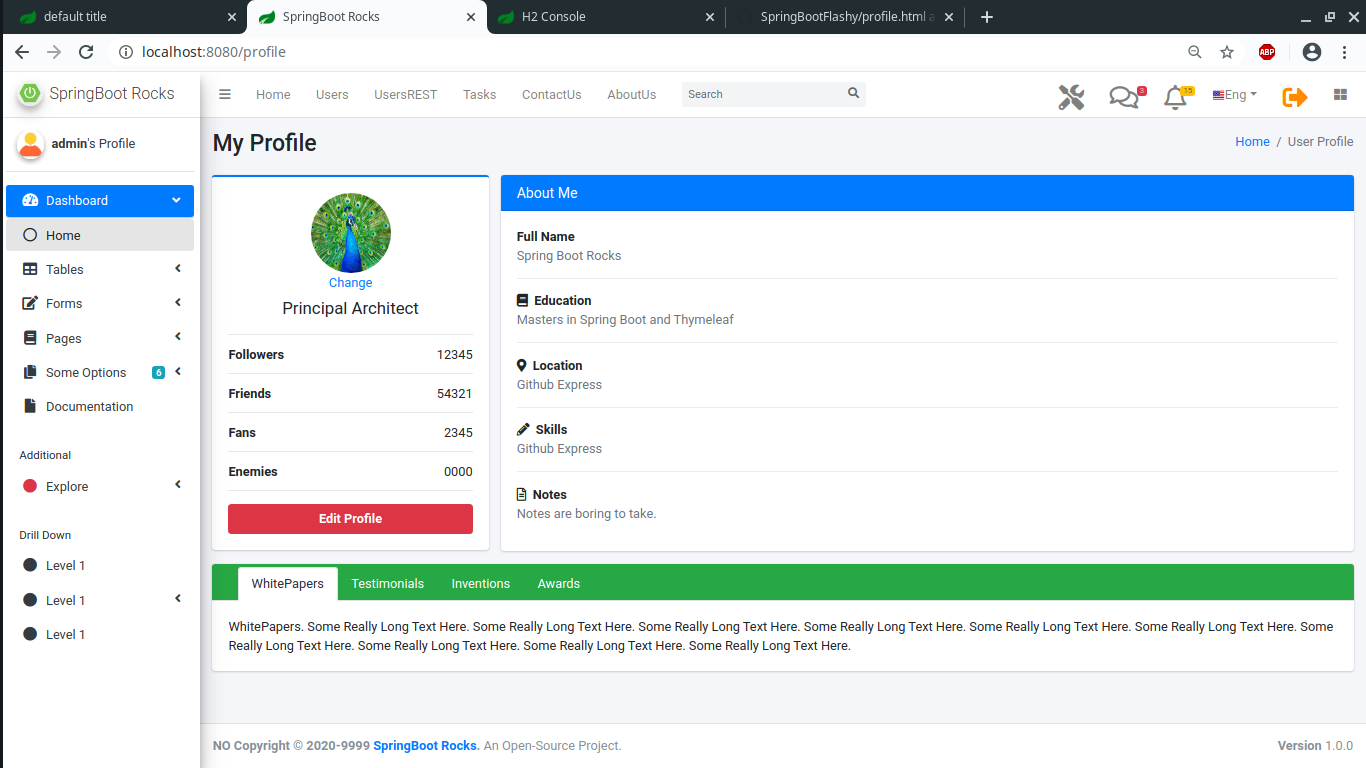 default title
SpringBoot Rocks
H2 Console
SpringBootFlashy/profile.html a
localhost:8080/profile
ABP
SpringBoot Rocks
Home
Users
UsersREST
Tasks
ContactUs
AboutUs
Search
3
15
Eng
admin's Profile
My Profile
Home / User Profile
Dashboard
Home
Tables
Forms
Pages
Some Options 6
Documentation
Additional
Explore
Drill Down
Level 1
Level 1
Level 1
Change
Principal Architect
Followers 12345
Friends 54321
Fans 2345
Enemies 0000
Edit Profile
About Me
Full Name
Spring Boot Rocks
Education
Masters in Spring Boot and Thymeleaf
Location
Github Express
Skills
Github Express
Notes
Notes are boring to take.
WhitePapers
Testimonials
Inventions
Awards
WhitePapers. Some Really Long Text Here. Some Really Long Text Here. Some Really Long Text Here. Some Really Long Text Here. Some Really Long Text Here. Some Really Long Text Here. Some
Really Long Text Here. Some Really Long Text Here. Some Really Long Text Here. Some Really Long Text Here.
NO Copyright © 2020-9999 SpringBoot Rocks. An Open-Source Project.
Version 1.0.0